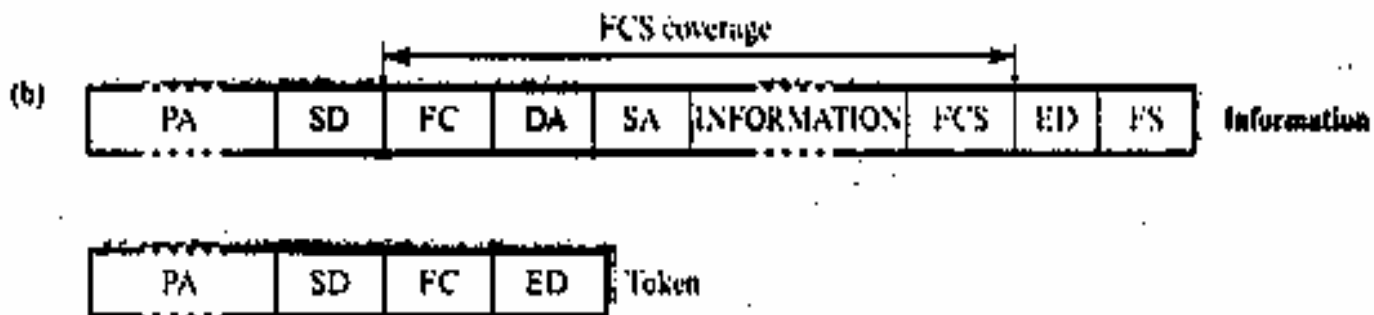 FCS coverage
(b) PA SD FC DA SA INFORMATION FCS ED FS Information
PA SD FC ED Token